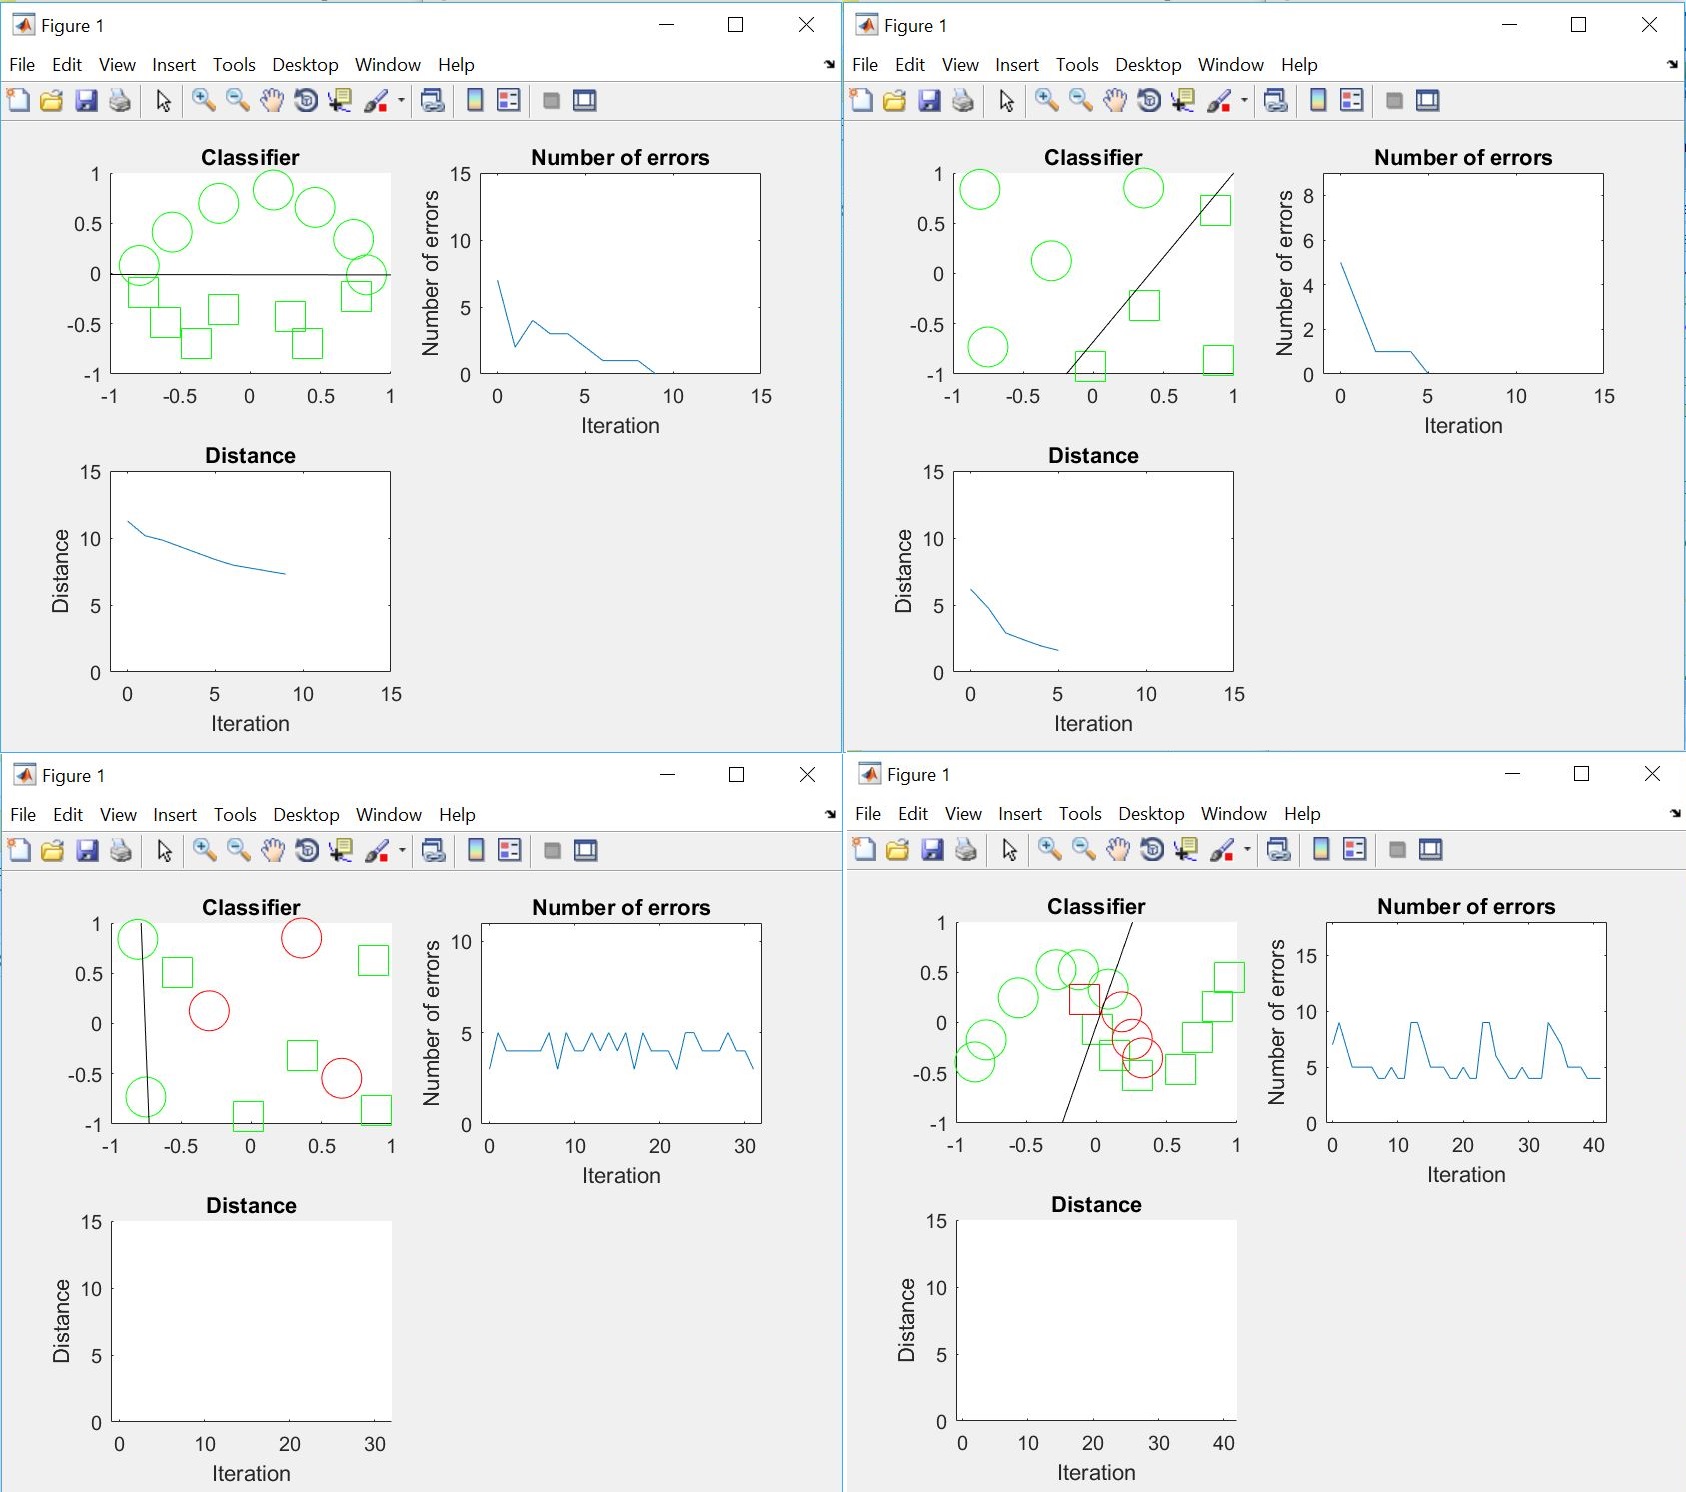 Figure 1
File Edit View Insert Tools Desktop Window Help
Classifier
1
0.5
0
-0.5
-1
-1 -0.5 0 0.5 1
Number of errors
Number of errors
15
10
5
0
0 5 10 15
Iteration
Distance
Distance
15
10
5
0
0 5 10 15
Iteration
Figure 1
File Edit View Insert Tools Desktop Window Help
Classifier
1
0.5
0
-0.5
-1
-1 -0.5 0 0.5 1
Number of errors
Number of errors
8
6
4
2
0
0 5 10 15
Iteration
Distance
Distance
15
10
5
0
0 5 10 15
Iteration
Figure 1
File Edit View Insert Tools Desktop Window Help
Classifier
1
0.5
0
-0.5
-1
-1 -0.5 0 0.5 1
Number of errors
Number of errors
10
5
0
0 10 20 30
Iteration
Distance
Distance
15
10
5
0
0 10 20 30
Iteration
Figure 1
File Edit View Insert Tools Desktop Window Help
Classifier
1
0.5
0
-0.5
-1
-1 -0.5 0 0.5 1
Number of errors
Number of errors
15
10
5
0
0 10 20 30 40
Iteration
Distance
Distance
15
10
5
0
0 10 20 30 40
Iteration